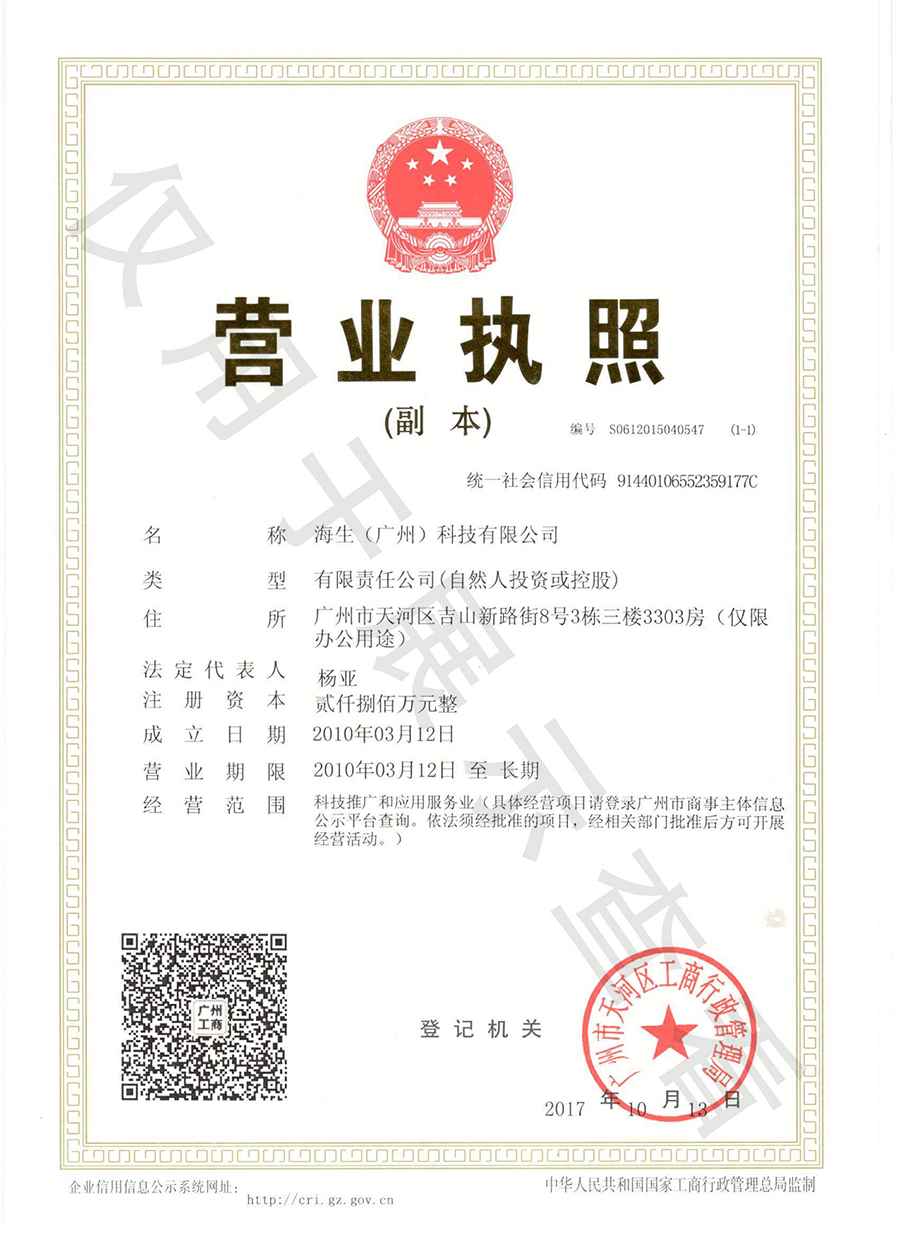 营业执照
(副 本)
编号 S0612015040547 (1-1)
统一社会信用代码 91440106552359177C
名称 海生（广州）科技有限公司
类型 有限责任公司(自然人投资或控股)
住所 广州市天河区吉山新路街8号3栋三楼3303房（仅限
办公用途）
法定代表人 杨亚
注册资本 贰仟捌佰万元整
成立日期 2010年03月12日
营业期限 2010年03月12日 至 长期
经营范围 科技推广和应用服务业（具体经营项目请登录广州市商事主体信息
公示平台查询。依法须经批准的项目，经相关部门批准后方可开展
经营活动。）
广州
工商
登记机关
广州市天河区工商行政管理局
2017 年 10 月 13 日
企业信用信息公示系统网址：
http://cri.gz.gov.cn
中华人民共和国国家工商行政管理总局监制
仅用于展示查看